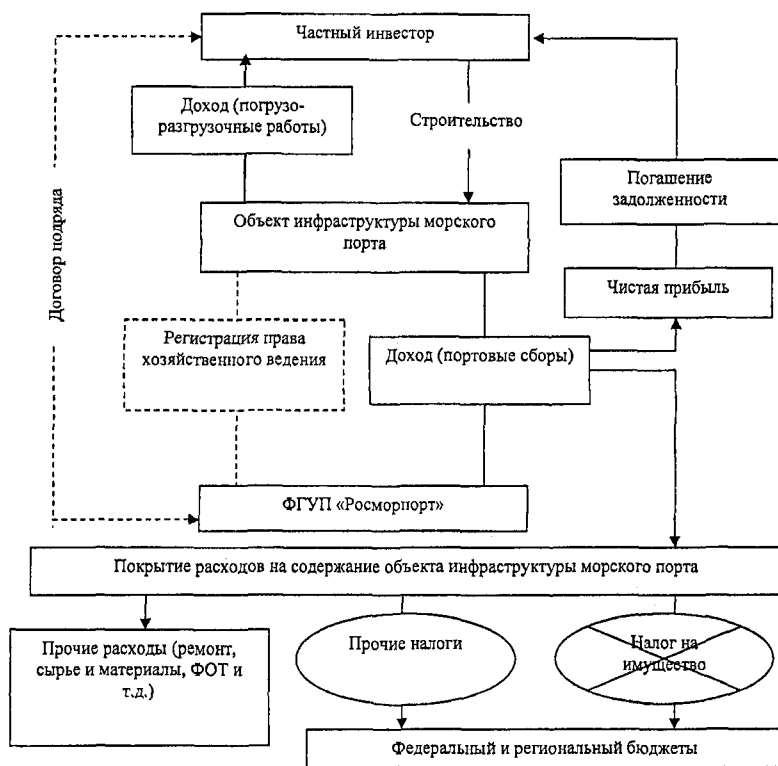 Частный инвестор
Доход (погрузо-
разгрузочные работы)
Строительство
Погашение
задолженности
Договор подряда
Объект инфраструктуры морского
порта
Чистая прибыль
Регистрация права
хозяйственного ведения
Доход (портовые сборы)
ФГУП «Росморпорт»
Покрытие расходов на содержание объекта инфраструктуры морского порта
Прочие расходы (ремонт,
сырье и материалы, ФОТ и
т.д.)
Прочие налоги
Налог на
имущество
Федеральный и региональный бюджеты